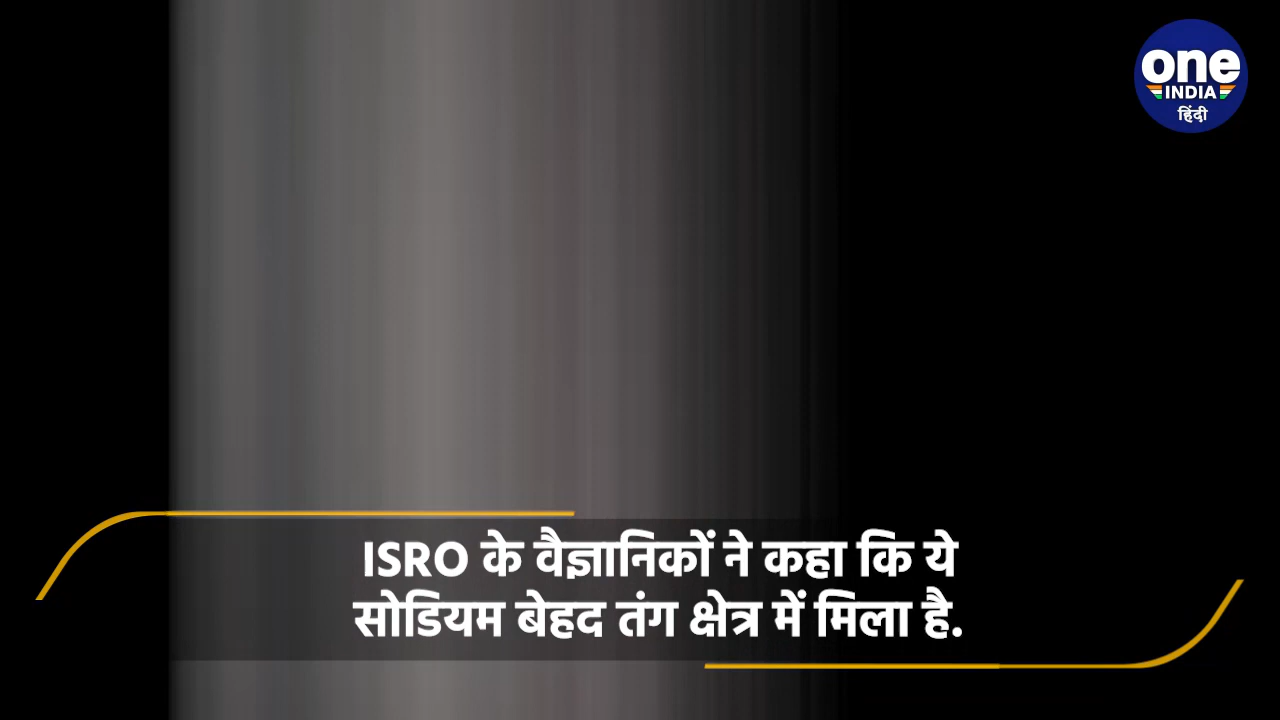 one
INDIA
हिंदी
ISRO के वैज्ञानिकों ने कहा कि ये
सोडियम बेहद तंग क्षेत्र में मिला है.